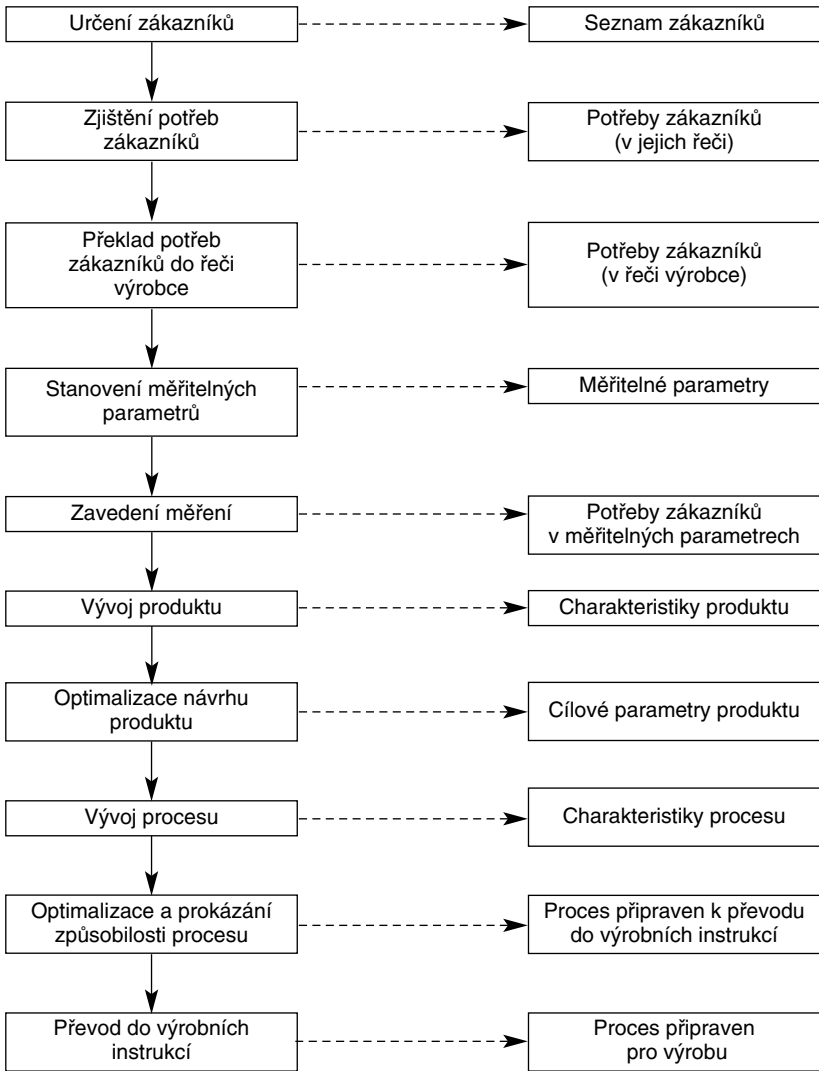 Určení zákazníků
Seznam zákazníků
Zjištění potřeb
zákazníků
Potřeby zákazníků
(v jejich řeči)
Překlad potřeb
zákazníků do řeči
výrobce
Potřeby zákazníků
(v řeči výrobce)
Stanovení měřitelných
parametrů
Měřitelné parametry
Zavedení měření
Potřeby zákazníků
v měřitelných parametrech
Vývoj produktu
Charakteristiky produktu
Optimalizace návrhu
produktu
Cílové parametry produktu
Vývoj procesu
Charakteristiky procesu
Optimalizace a prokázání
způsobilosti procesu
Proces připraven k převodu
do výrobních instrukcí
Převod do výrobních
instrukcí
Proces připraven
pro výrobu